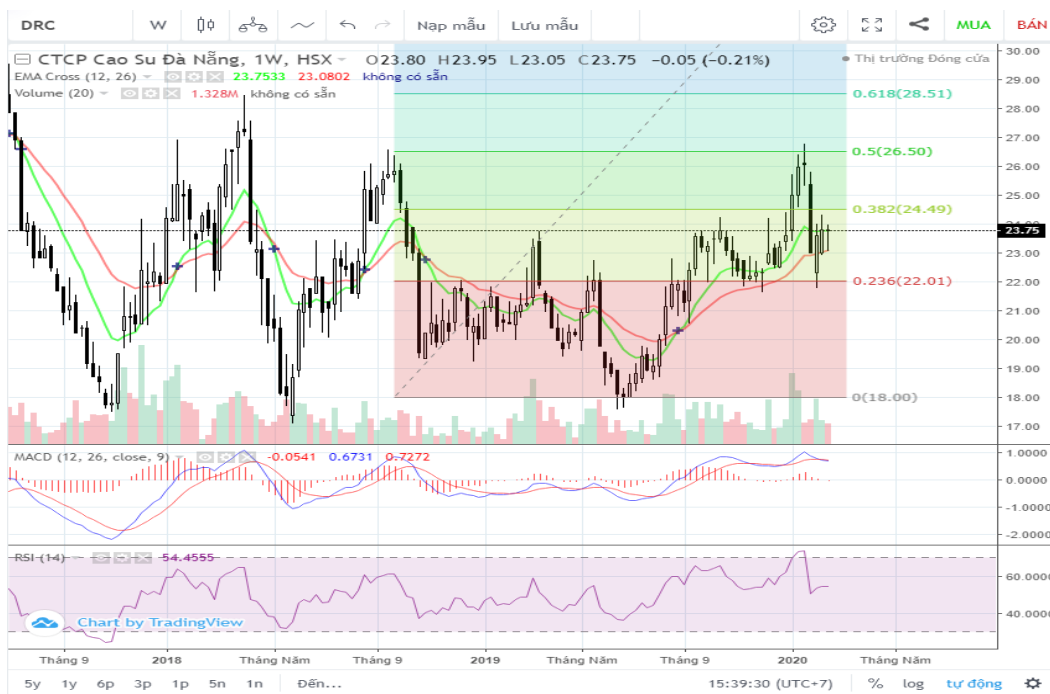 DRC W Nạp mẫu Lưu mẫu MUA BÁN
CTCP Cao Su Đà Nẵng, 1W, HSX O23.80 H23.95 L23.05 C23.75 −0.05 (−0.21%)
Thị trường Đóng cửa
EMA Cross (12, 26) 23.7533 23.0802 không có sẵn
Volume (20) 1.328M không có sẵn
0.618(28.51)
0.5(26.50)
0.382(24.49)
0.236(22.01)
0(18.00)
30.00
29.00
28.00
27.00
26.00
25.00
24.00
23.75
23.00
22.00
21.00
20.00
19.00
18.00
17.00
MACD (12, 26, close, 9) -0.0541 0.6731 0.7272
1.0000
0.0000
-1.0000
-2.0000
RSI (14) 54.4555
60.0000
40.0000
Chart by TradingView
Tháng 9 2018 Tháng Năm Tháng 9 2019 Tháng Năm Tháng 9 2020 Tháng Năm
5y 1y 6p 3p 1p 5n 1n Đến... 15:39:30 (UTC+7) % log tự động